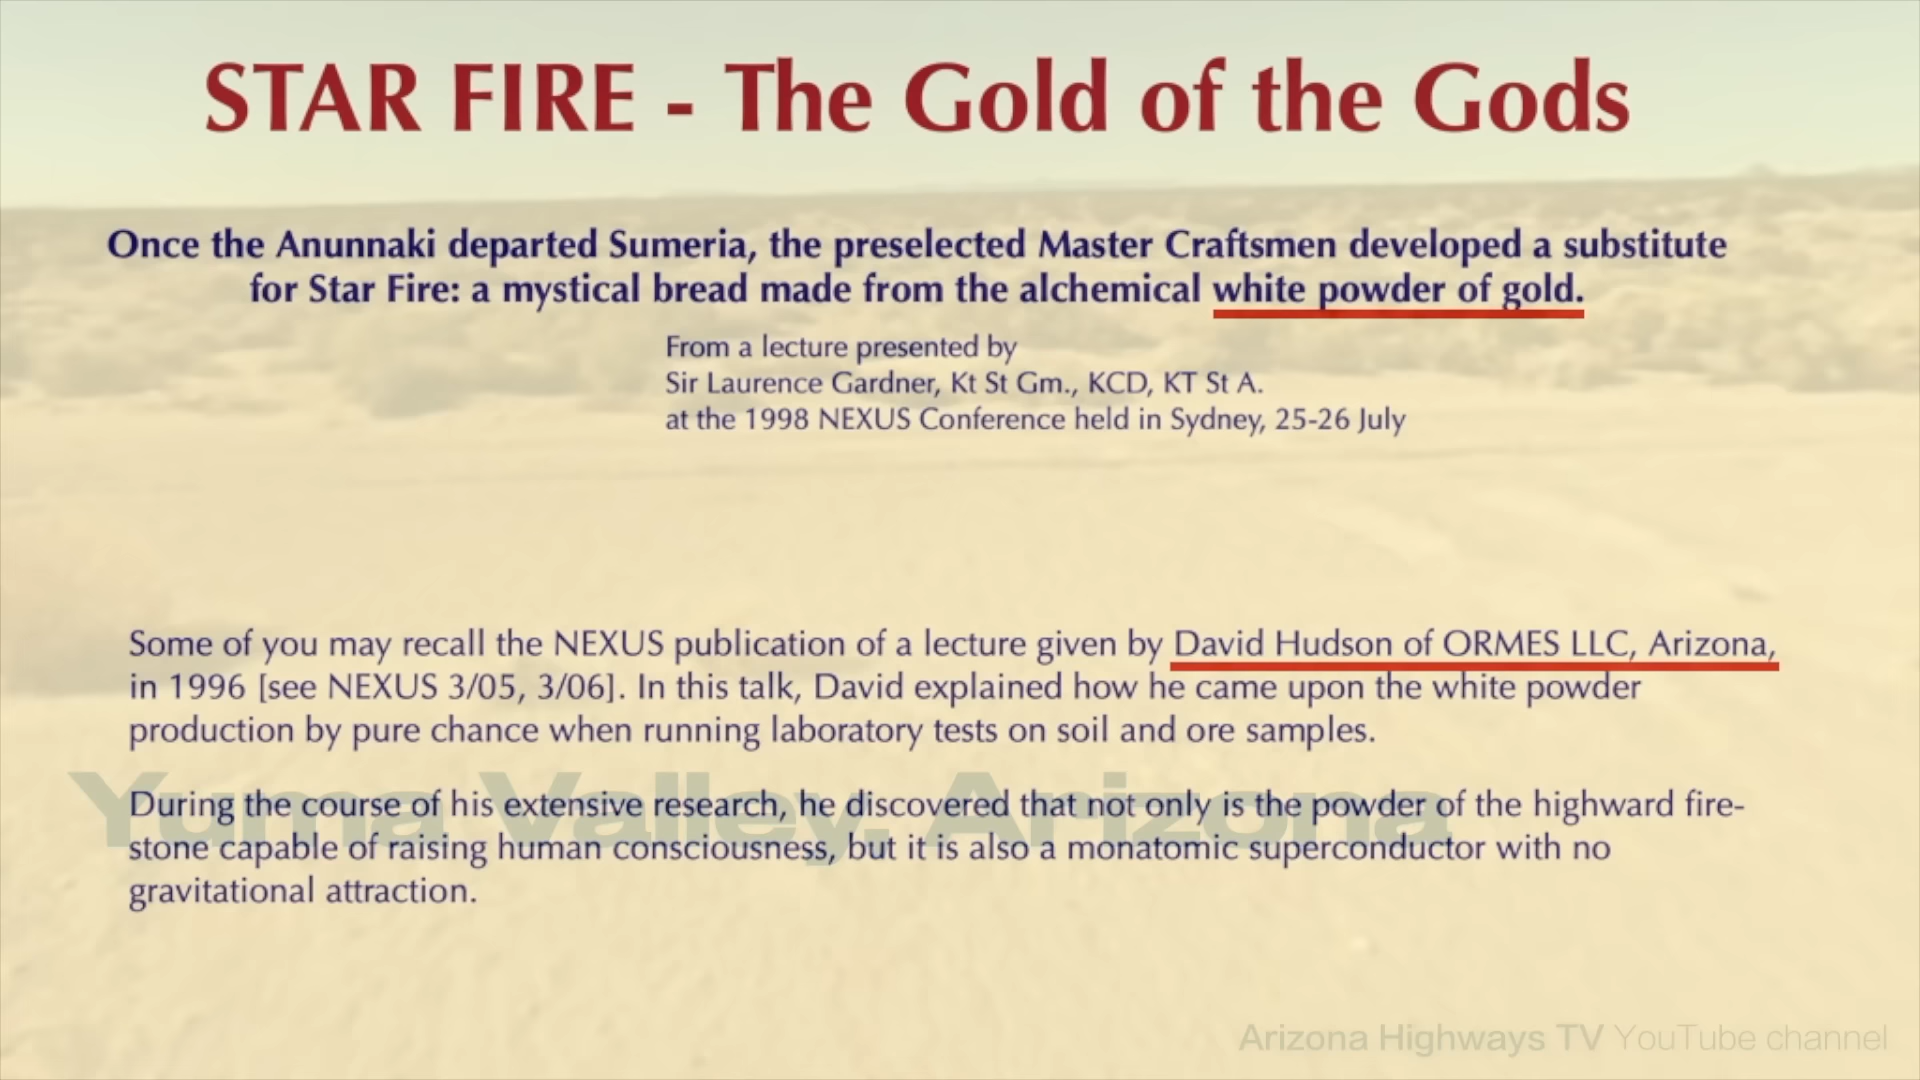 STAR FIRE - The Gold of the Gods
Once the Anunnaki departed Sumeria, the preselected Master Craftsmen developed a substitute
for Star Fire: a mystical bread made from the alchemical white powder of gold.
From a lecture presented by
Sir Laurence Gardner, Kt St Gm., KCD, KT St A.
at the 1998 NEXUS Conference held in Sydney, 25-26 July
Some of you may recall the NEXUS publication of a lecture given by David Hudson of ORMES LLC, Arizona,
in 1996 [see NEXUS 3/05, 3/06]. In this talk, David explained how he came upon the white powder
production by pure chance when running laboratory tests on soil and ore samples.
Yuma Valley, Arizona
During the course of his extensive research, he discovered that not only is the powder of the highward fire-
stone capable of raising human consciousness, but it is also a monatomic superconductor with no
gravitational attraction.
Arizona Highways TV YouTube channel